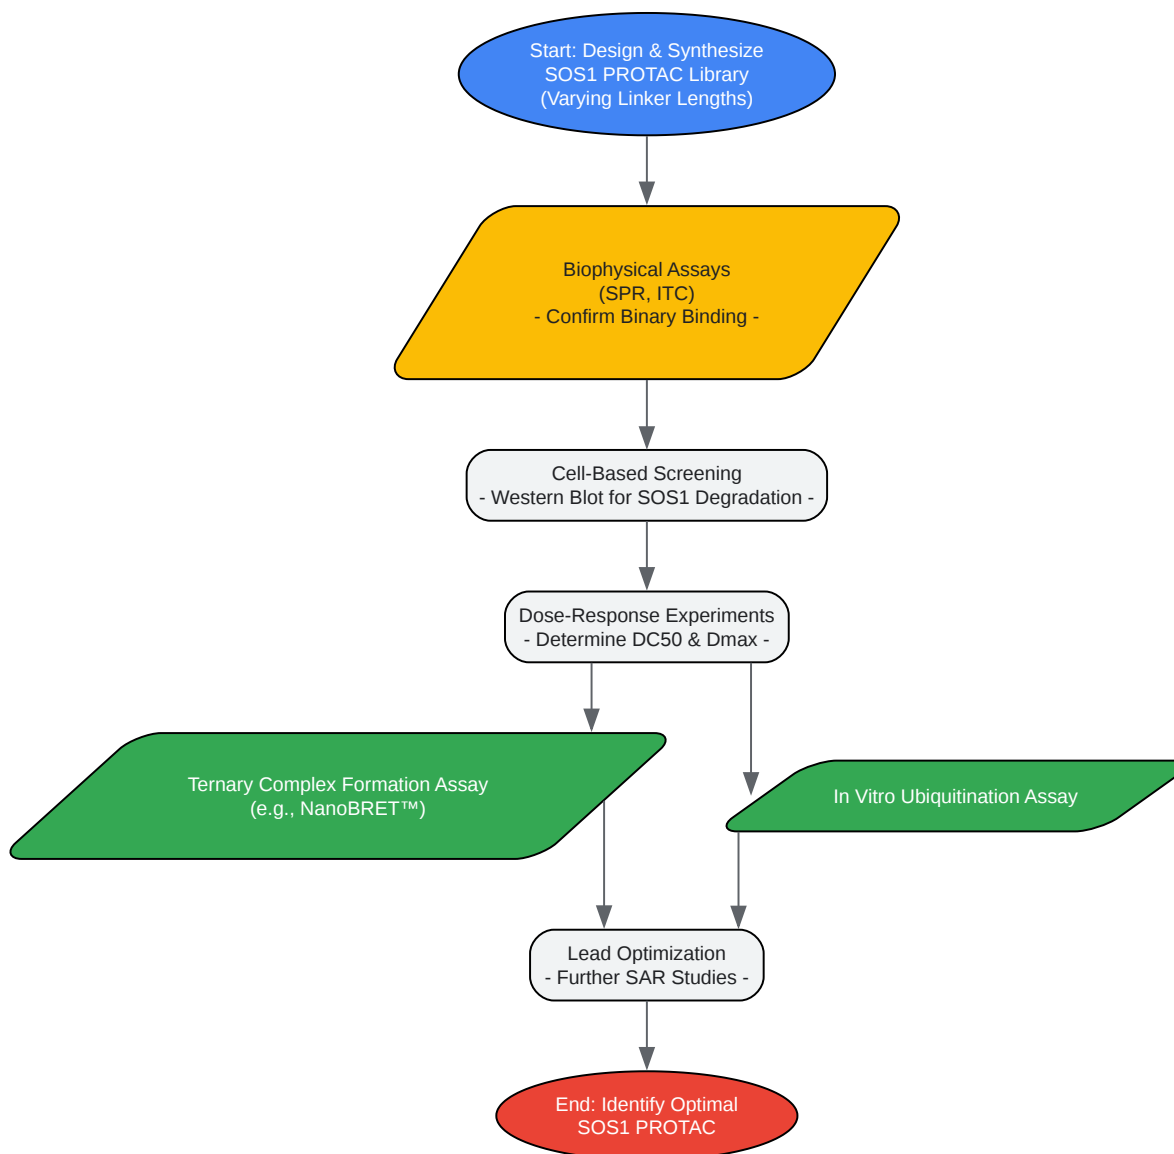 Start: Design & Synthesize
SOS1 PROTAC Library
(Varying Linker Lengths)
Biophysical Assays
(SPR, ITC)
- Confirm Binary Binding -
Cell-Based Screening
- Western Blot for SOS1 Degradation -
Dose-Response Experiments
- Determine DC50 & Dmax -
Ternary Complex Formation Assay
(e.g., NanoBRET™)
In Vitro Ubiquitination Assay
Lead Optimization
- Further SAR Studies -
End: Identify Optimal
SOS1 PROTAC